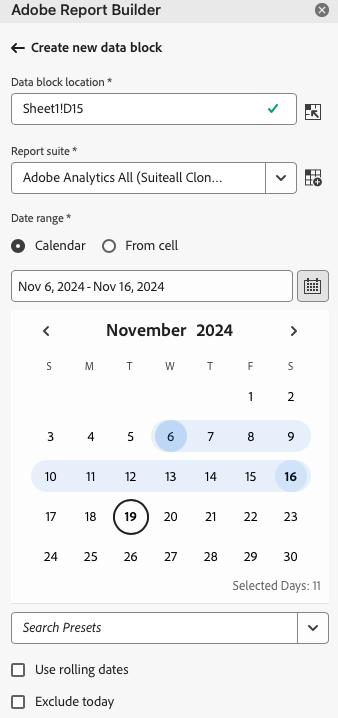 Adobe Report Builder
Create new data block
Data block location *
Sheet1!D15
Report suite *
Adobe Analytics All (Suiteall Clon...
Date range *
Calendar From cell
Nov 6, 2024 - Nov 16, 2024
November 2024
S M T W T F S
1 2
3 4 5 6 7 8 9
10 11 12 13 14 15 16
17 18 19 20 21 22 23
24 25 26 27 28 29 30
Selected Days: 11
Search Presets
Use rolling dates
Exclude today